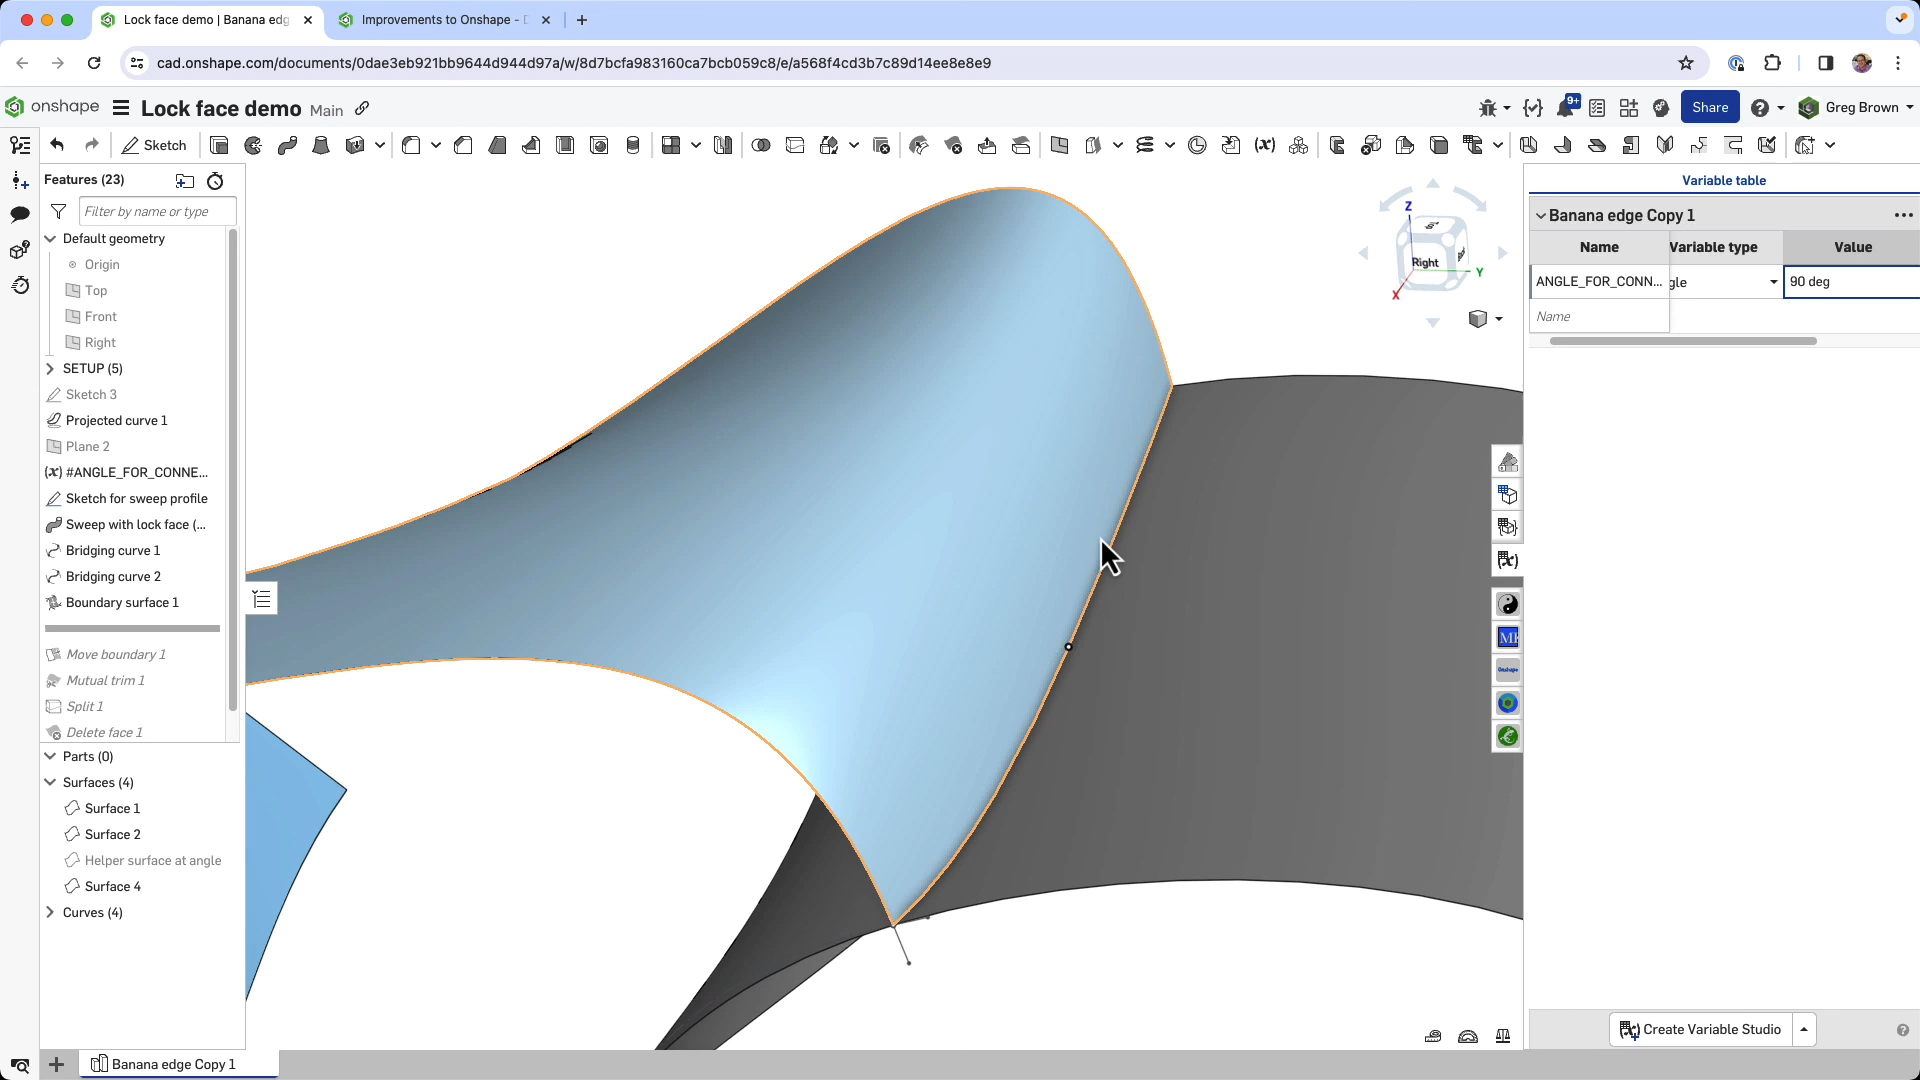 Lock face demo | Banana edg
Improvements to Onshape -
cad.onshape.com/documents/0dae3eb921bb9644d944d97a/w/8d7bcfa983160ca7bcb059c8/e/a568f4cd3b7c89d14ee8e8e9
onshape
Lock face demo Main
9+
Share
Greg Brown
Sketch
Features (23)
Filter by name or type
Default geometry
Origin
Top
Front
Right
SETUP (5)
Sketch 3
Projected curve 1
Plane 2
(x) #ANGLE_FOR_CONNE...
Sketch for sweep profile
Sweep with lock face (...
Bridging curve 1
Bridging curve 2
Boundary surface 1
Move boundary 1
Mutual trim 1
Split 1
Delete face 1
Parts (0)
Surfaces (4)
Surface 1
Surface 2
Helper surface at angle
Surface 4
Curves (4)
Z
Right
Y
X
Variable table
Banana edge Copy 1
Name Variable type Value
ANGLE_FOR_CONN... gle 90 deg
Name
Create Variable Studio
Banana edge Copy 1